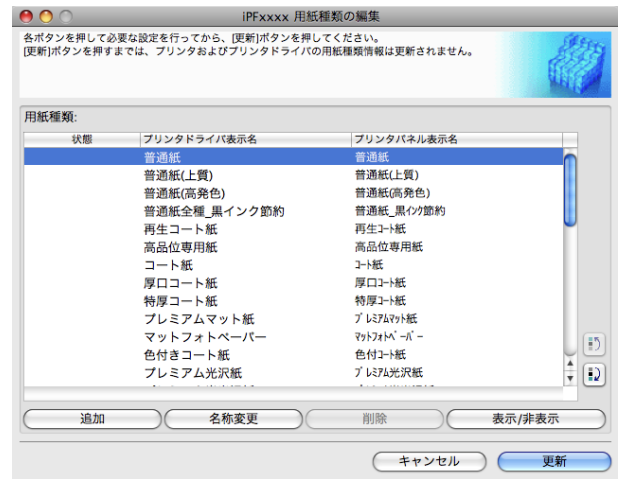 iPFxxxx 用紙種類の編集
各ボタンを押して必要な設定を行ってから、[更新]ボタンを押してください。
[更新]ボタンを押すまでは、プリンタおよびプリンタドライバの用紙種類情報は更新されません。
用紙種類:
状態 プリンタドライバ表示名 プリンタパネル表示名
普通紙 普通紙
普通紙(上質) 普通紙(上質)
普通紙(高発色) 普通紙(高発色)
普通紙全種_黒インク節約 普通紙_黒インク節約
再生コート紙 再生コート紙
高品位専用紙 高品位専用紙
コート紙 コート紙
厚口コート紙 厚口コート紙
特厚コート紙 特厚コート紙
プレミアムマット紙 プレミアムマット紙
マットフォトペーパー マットフォトペーパー
色付きコート紙 色付コート紙
プレミアム光沢紙 プレミアム光沢紙
追加 名称変更 削除 表示/非表示
キャンセル 更新